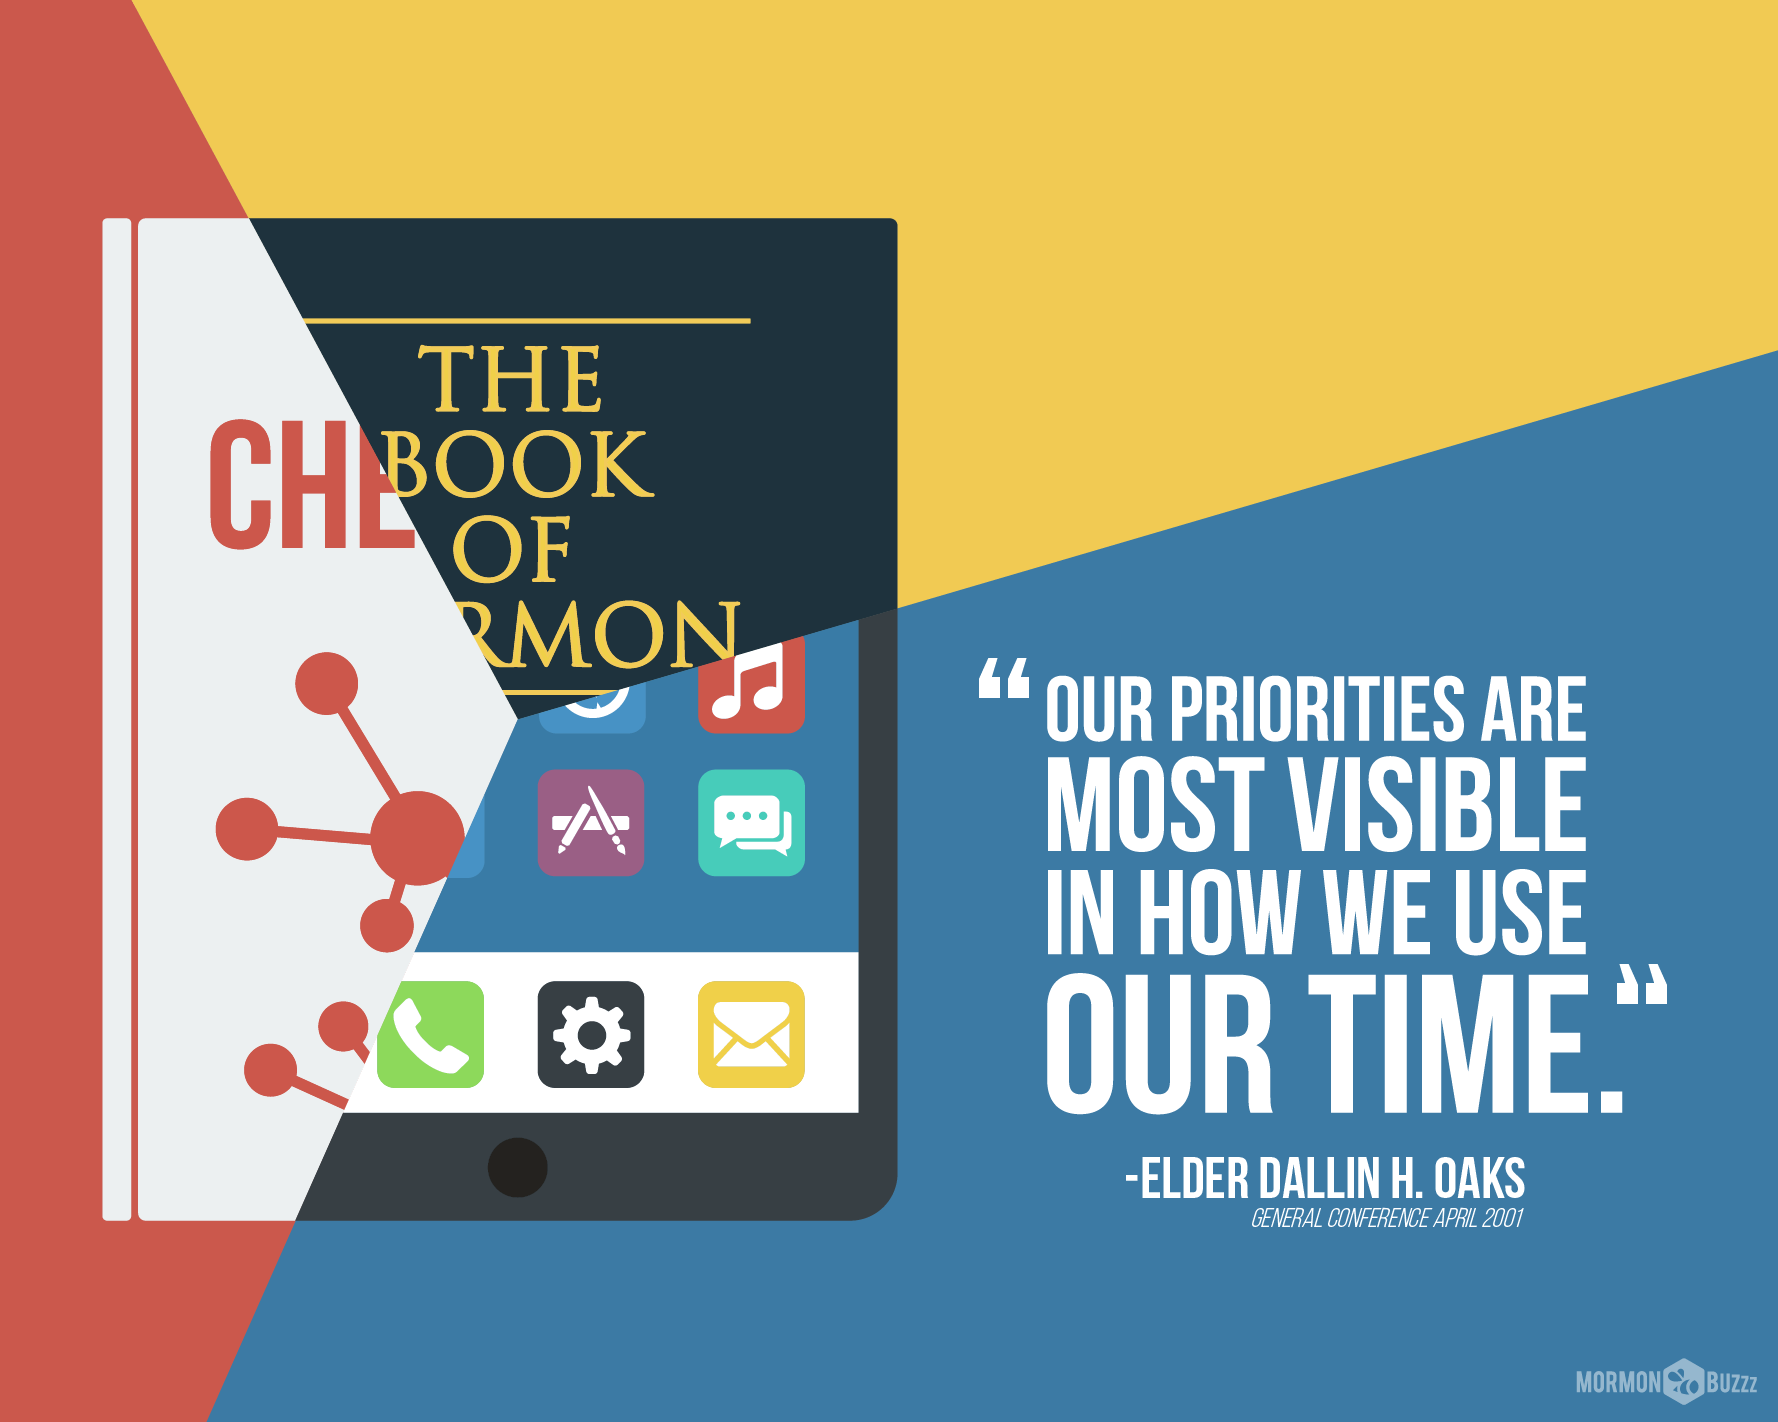 THE
BOOK
OF
RMON
CHE
“OUR PRIORITIES ARE
MOST VISIBLE
IN HOW WE USE
OUR TIME.”
-ELDER DALLIN H. OAKS
GENERAL CONFERENCE APRIL 2001
MORMON BUZZZ